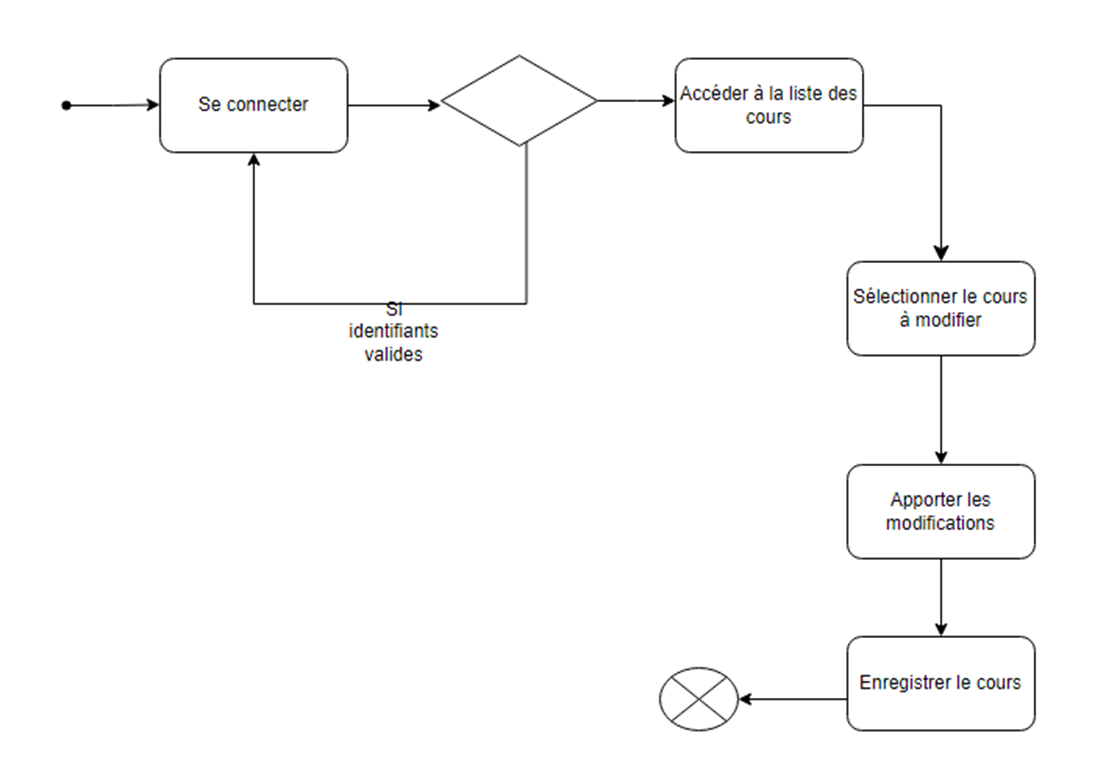 Se connecter
Accéder à la liste des
cours
Sélectionner le cours
à modifier
SI
identifiants
valides
Apporter les
modifications
Enregistrer le cours